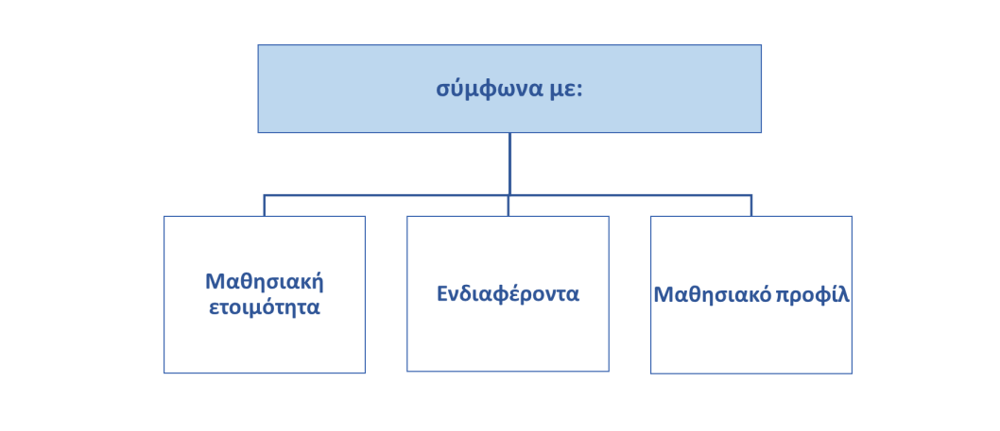 σύμφωνα με:
Μαθησιακή
ετοιμότητα
Ενδιαφέροντα
Μαθησιακό προφίλ